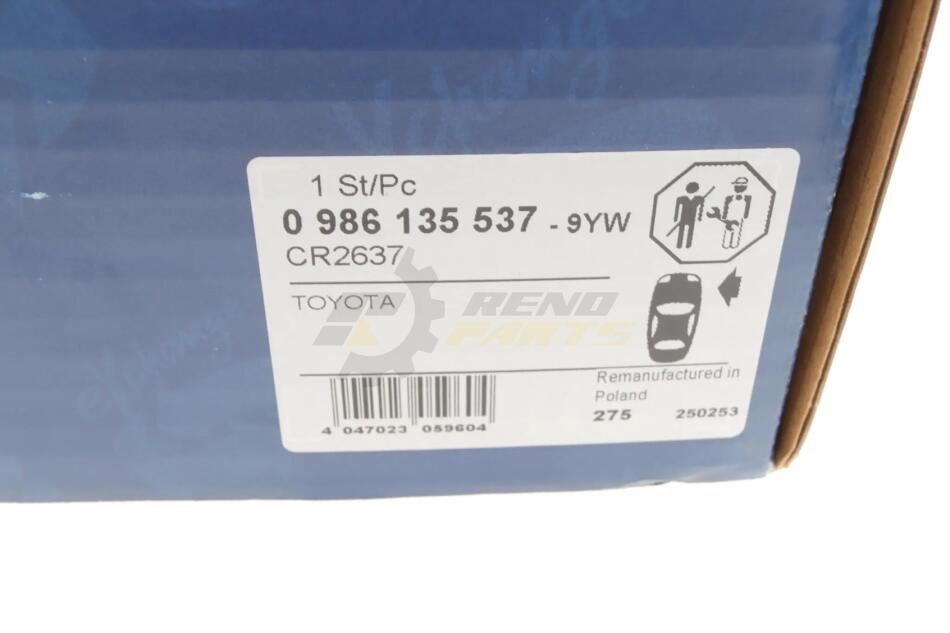 1 St/Pc
0 986 135 537 - 9YW
CR2637
TOYOTA
RENO
PARTS
Remanufactured in
Poland
275 250253
4 047023 059604